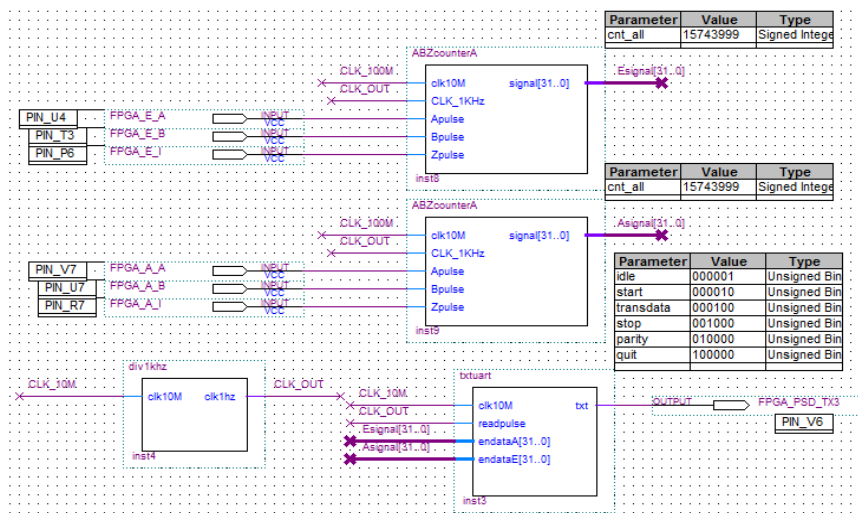 Parameter Value Type
cnt_all 15743999 Signed Intege
ABZcounterA
CLK_100M
clk10M signal[31..0]
Esignal[31..0]
CLK_OUT
CLK_1KHz
PIN_U4 FPGA_E_A INPUT VCC Apulse
PIN_T3 FPGA_E_B INPUT VCC Bpulse
PIN_P6 FPGA_E_I INPUT VCC Zpulse
inst8
Parameter Value Type
cnt_all 15743999 Signed Intege
ABZcounterA
CLK_100M
clk10M signal[31..0]
Asignal[31..0]
CLK_OUT
CLK_1KHz
PIN_V7 FPGA_A_A INPUT VCC Apulse
PIN_U7 FPGA_A_B INPUT VCC Bpulse
PIN_R7 FPGA_A_I INPUT VCC Zpulse
inst9
Parameter Value Type
idle 000001 Unsigned Bin
start 000010 Unsigned Bin
transdata 000100 Unsigned Bin
stop 001000 Unsigned Bin
parity 010000 Unsigned Bin
quit 100000 Unsigned Bin
div1khz
CLK_10M clk10M clk1hz CLK_OUT
inst4
txtuart
CLK_10M clk10M txt OUTPUT FPGA_PSD_TX3
CLK_OUT readpulse PIN_V6
Esignal[31..0] endataA[31..0]
Asignal[31..0] endataE[31..0]
inst3